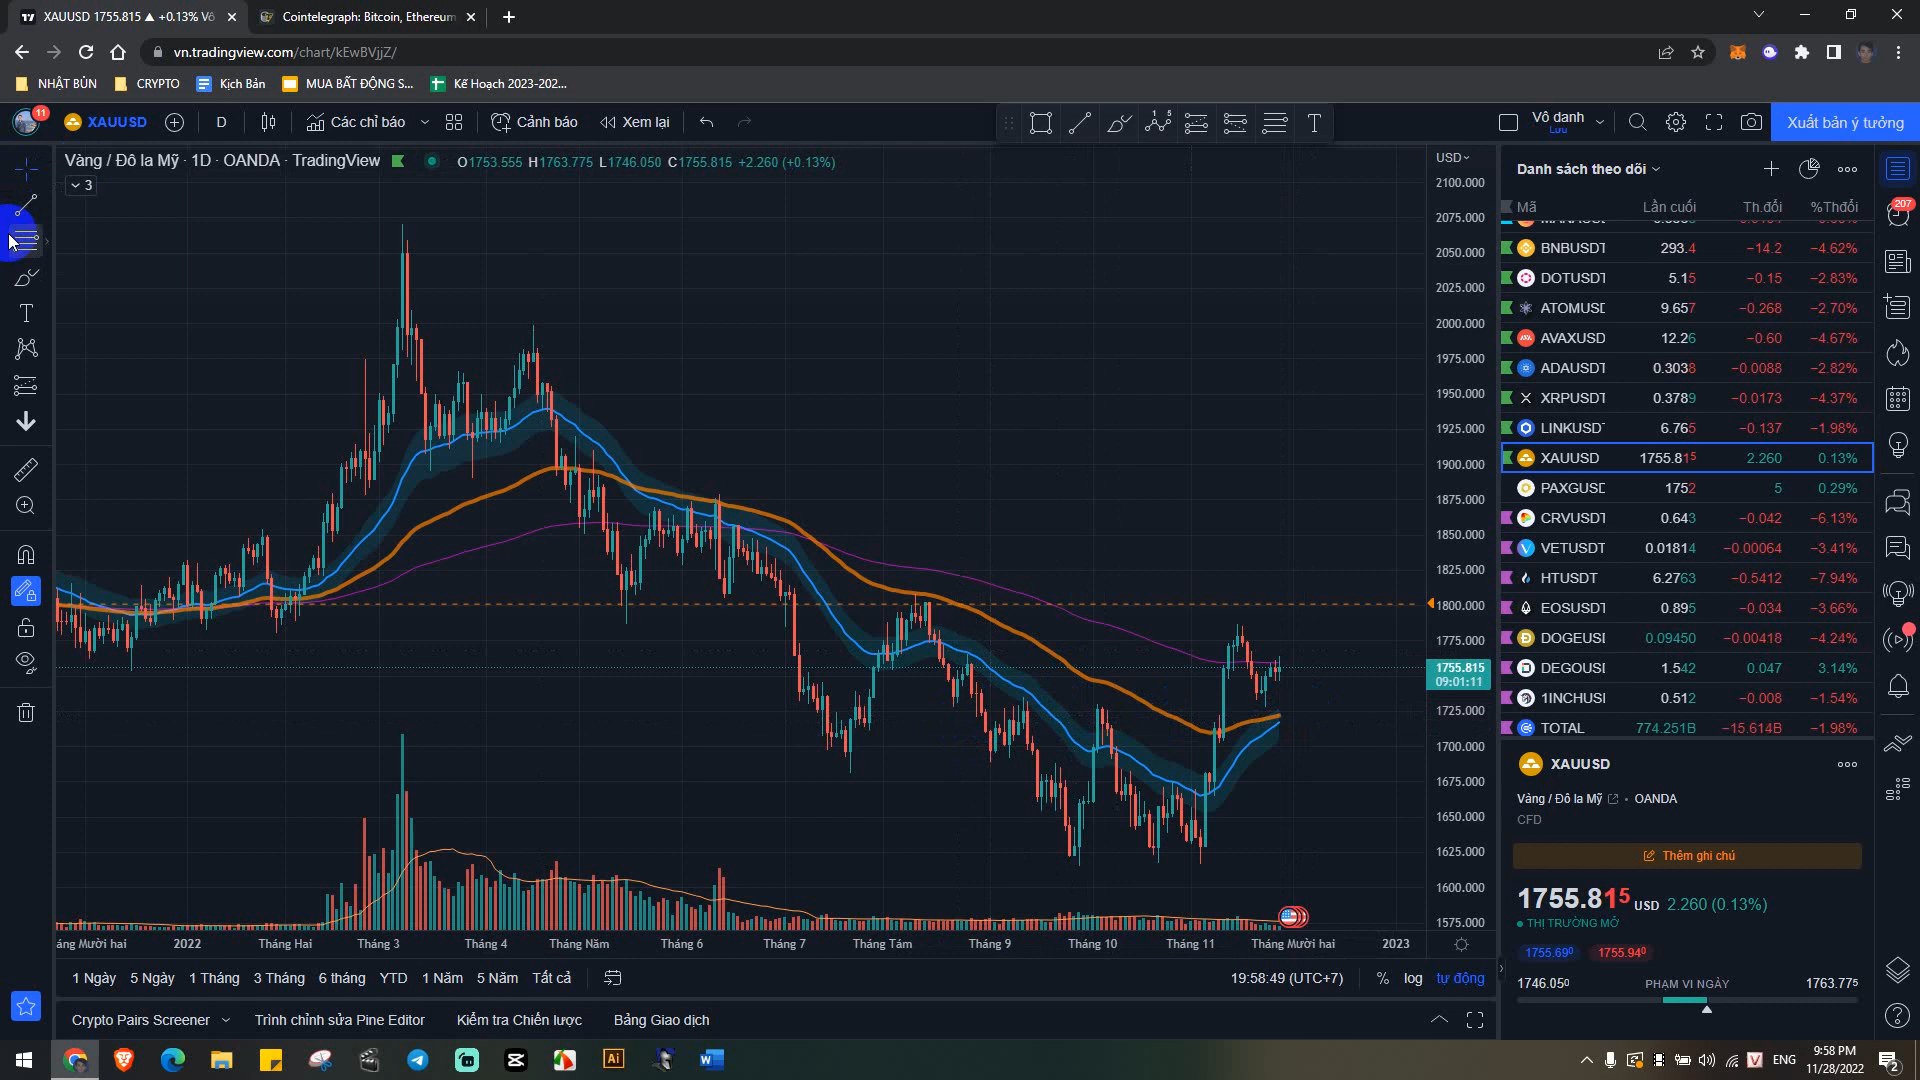 XAUUSD 1755.815 ▲ +0.13% Vô
Cointelegraph: Bitcoin, Ethereum
vn.tradingview.com/chart/kEwBVjjZ/
NHẬT BỦN
CRYPTO
Kịch Bản
MUA BẤT ĐỘNG S...
Kế Hoạch 2023-202...
11
XAUUSD
D
Các chỉ báo
Cảnh báo
Xem lại
T
Vô danh
Lưu
Xuất bản ý tưởng
Vàng / Đô la Mỹ · 1D · OANDA · TradingView
O1753.555 H1763.775 L1746.050 C1755.815 +2.260 (+0.13%)
3
USD
2100.000
2075.000
2050.000
2025.000
2000.000
1975.000
1950.000
1925.000
1900.000
1875.000
1850.000
1825.000
1800.000
1775.000
1755.815
09:01:11
1725.000
1700.000
1675.000
1650.000
1625.000
1600.000
1575.000
áng Mười hai 2022 Tháng Hai Tháng 3 Tháng 4 Tháng Năm Tháng 6 Tháng 7 Tháng Tám Tháng 9 Tháng 10 Tháng 11 Tháng Mười hai 2023
1 Ngày 5 Ngày 1 Tháng 3 Tháng 6 tháng YTD 1 Năm 5 Năm Tất cả
19:58:49 (UTC+7) % log tự động
Crypto Pairs Screener Trình chỉnh sửa Pine Editor Kiểm tra Chiến lược Bảng Giao dịch
Danh sách theo dõi
Mã Lần cuối Th.đổi %Thđổi
207
BNBUSDT 293.4 −14.2 −4.62%
DOTUSDT 5.15 −0.15 −2.83%
ATOMUSD 9.657 −0.268 −2.70%
AVAXUSD 12.26 −0.60 −4.67%
ADAUSDT 0.3038 −0.0088 −2.82%
XRPUSDT 0.3789 −0.0173 −4.37%
LINKUSD 6.765 −0.137 −1.98%
XAUUSD 1755.815 2.260 0.13%
PAXGUSD 1752 5 0.29%
CRVUSDT 0.643 −0.042 −6.13%
VETUSDT 0.01814 −0.00064 −3.41%
HTUSDT 6.2763 −0.5412 −7.94%
EOSUSDT 0.895 −0.034 −3.66%
DOGEUSI 0.09450 −0.00418 −4.24%
DEGOUSI 1.542 0.047 3.14%
1INCHUSI 0.512 −0.008 −1.54%
TOTAL 774.251B −15.614B −1.98%
XAUUSD
Vàng / Đô la Mỹ • OANDA
CFD
Thêm ghi chú
1755.815 USD 2.260 (0.13%)
THỊ TRƯỜNG MỞ
1755.690 1755.940
1746.050 PHẠM VI NGÀY 1763.775
Ai
V
ENG
9:58 PM
11/28/2022
2